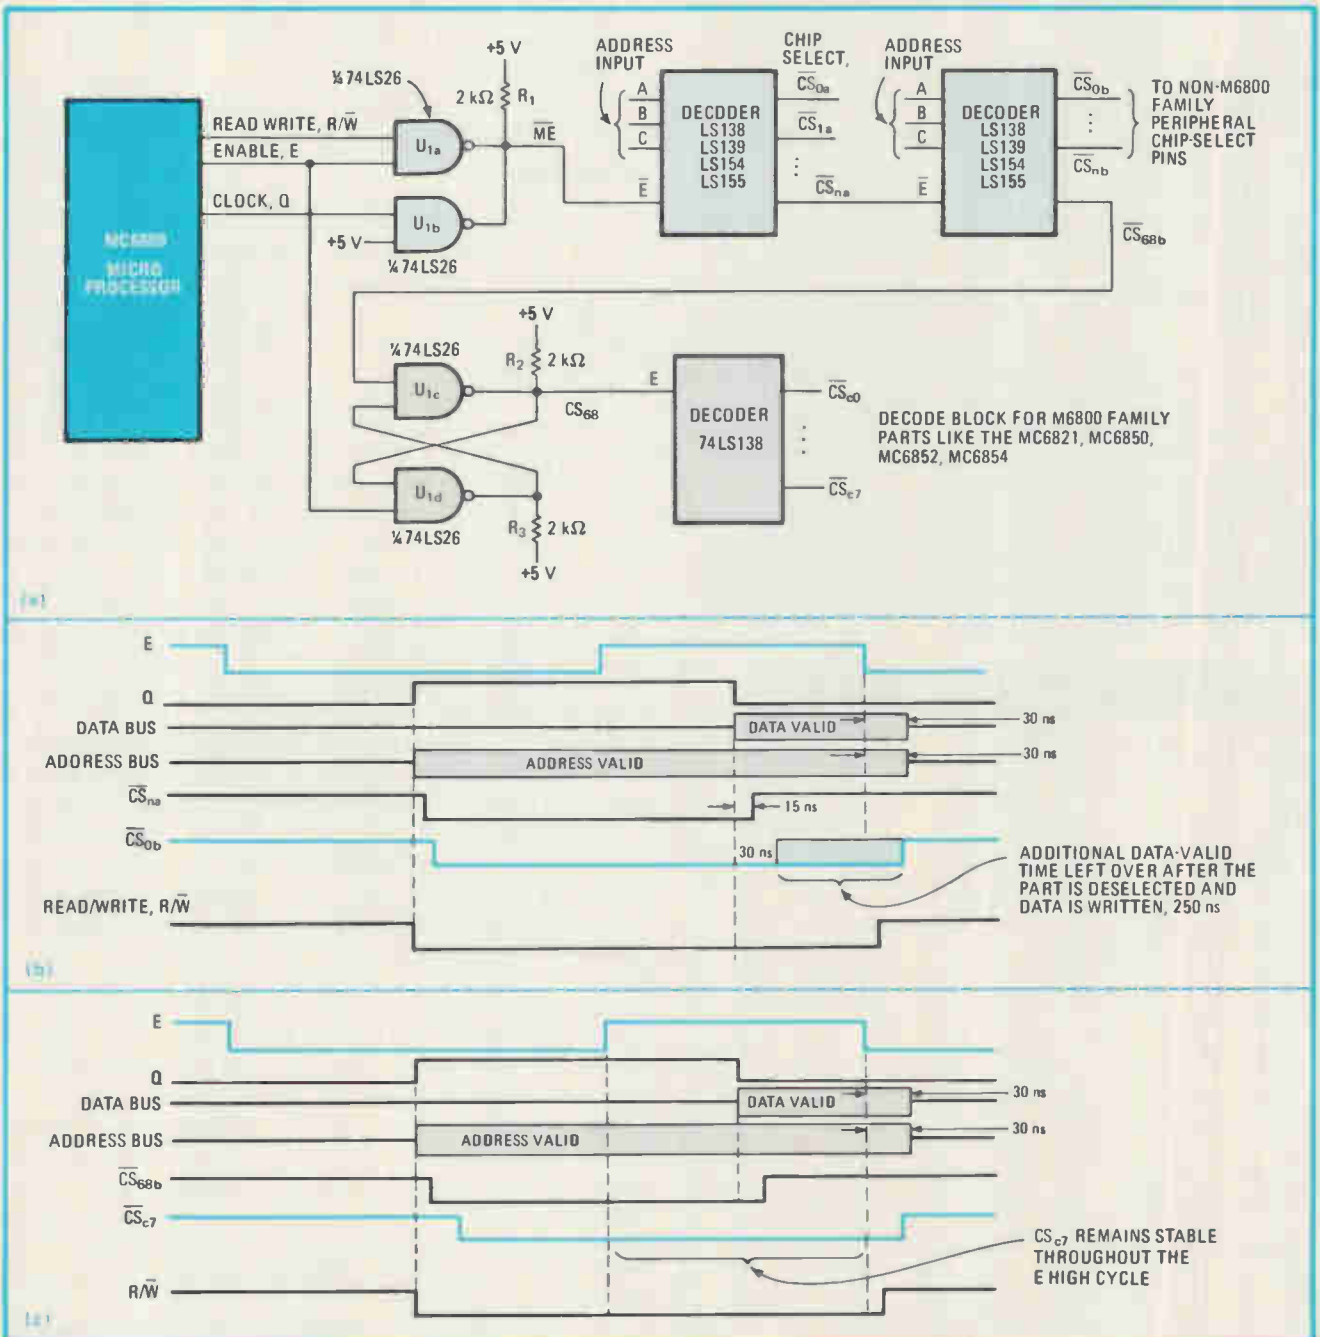 +5 V
¼ 74LS26
2 kΩ R₁
READ WRITE, R/W̅
ENABLE, E
CLOCK, Q
U₁ₐ
M̅E̅
U₁b
+5 V
¼ 74LS26
MC6809
MICRO
PROCESSOR
ADDRESS
INPUT
A
B
C
E̅
DECDDER
LS138
LS139
LS154
LS155
CHIP
SELECT,
C̅S̅₀ₐ
C̅S̅₁ₐ
C̅S̅ₙₐ
ADDRESS
INPUT
A
B
C
E̅
DECODER
LS138
LS139
LS154
LS155
C̅S̅₀b
C̅S̅ₙb
TO NON-M6800
FAMILY
PERIPHERAL
CHIP-SELECT
PINS
C̅S̅₆₈b
+5 V
¼ 74LS26
R₂ 2 kΩ
U₁c
CS₆₈
U₁d
R₃ 2 kΩ
¼ 74LS26
+5 V
E
DECODER
74LS138
C̅S̅c0
C̅S̅c7
DECODE BLOCK FOR M6800 FAMILY
PARTS LIKE THE MC6821, MC6850,
MC6852, MC6854
(a)
E
Q
DATA BUS
DATA VALID
30 ns
ADDRESS BUS
ADDRESS VALID
30 ns
C̅S̅ₙₐ
15 ns
C̅S̅₀b
30 ns
ADDITIONAL DATA-VALID
TIME LEFT OVER AFTER THE
PART IS DESELECTED AND
DATA IS WRITTEN, 250 ns
READ/WRITE, R/W̅
(b)
E
Q
DATA BUS
DATA VALID
30 ns
ADDRESS BUS
ADDRESS VALID
30 ns
C̅S̅₆₈b
C̅S̅c7
CSc7 REMAINS STABLE
THROUGHOUT THE
E HIGH CYCLE
R/W̅
(c)